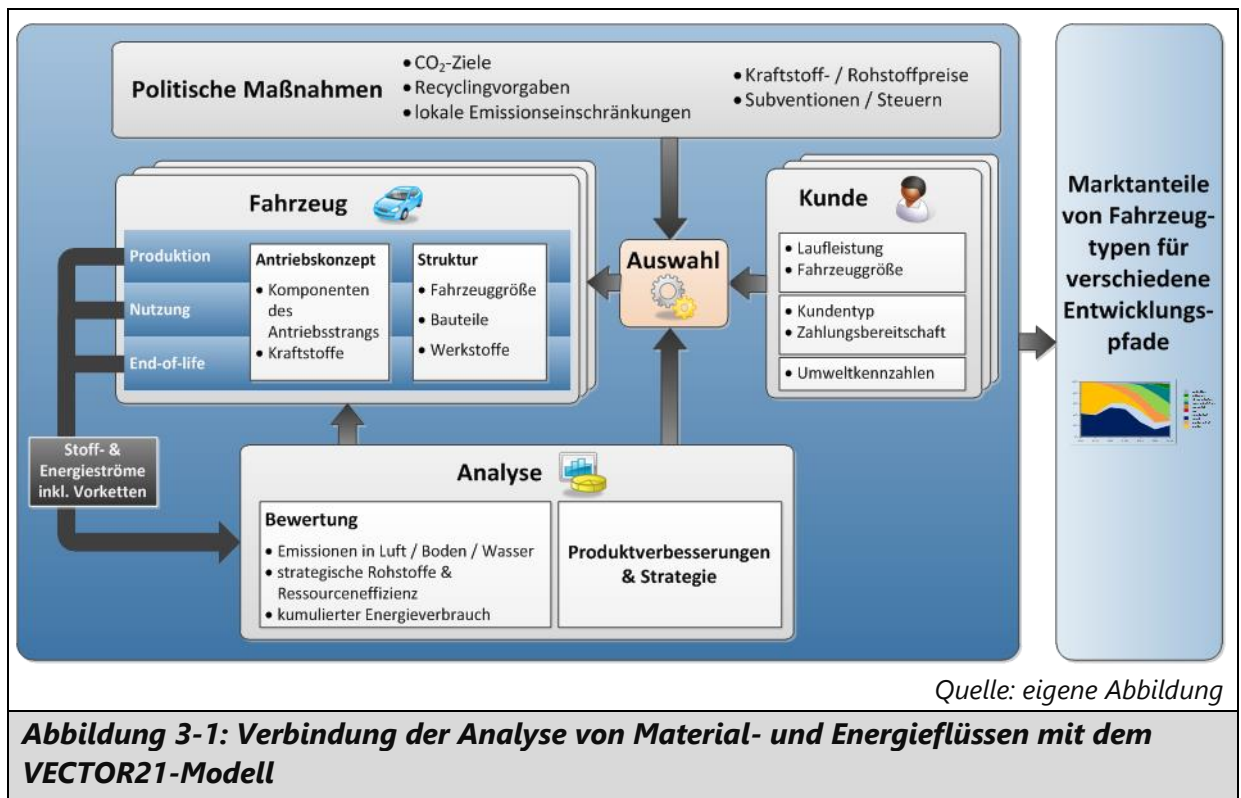 Politische Maßnahmen
• CO₂-Ziele
• Recyclingvorgaben
• lokale Emissionseinschränkungen
• Kraftstoff- / Rohstoffpreise
• Subventionen / Steuern
Fahrzeug
Produktion
Nutzung
End-of-life
Antriebskonzept
• Komponenten
des
Antriebsstrangs
• Kraftstoffe
Struktur
• Fahrzeuggröße
• Bauteile
• Werkstoffe
Auswahl
Kunde
• Laufleistung
• Fahrzeuggröße
• Kundentyp
• Zahlungsbereitschaft
• Umweltkennzahlen
Marktanteile
von Fahrzeug-
typen für
verschiedene
Entwicklungs-
pfade
Stoff- &
Energieströme
inkl. Vorketten
Analyse
Bewertung
• Emissionen in Luft / Boden / Wasser
• strategische Rohstoffe &
Ressourceneffizienz
• kumulierter Energieverbrauch
Produktverbesserungen
& Strategie
Quelle: eigene Abbildung
Abbildung 3-1: Verbindung der Analyse von Material- und Energieflüssen mit dem
VECTOR21-Modell